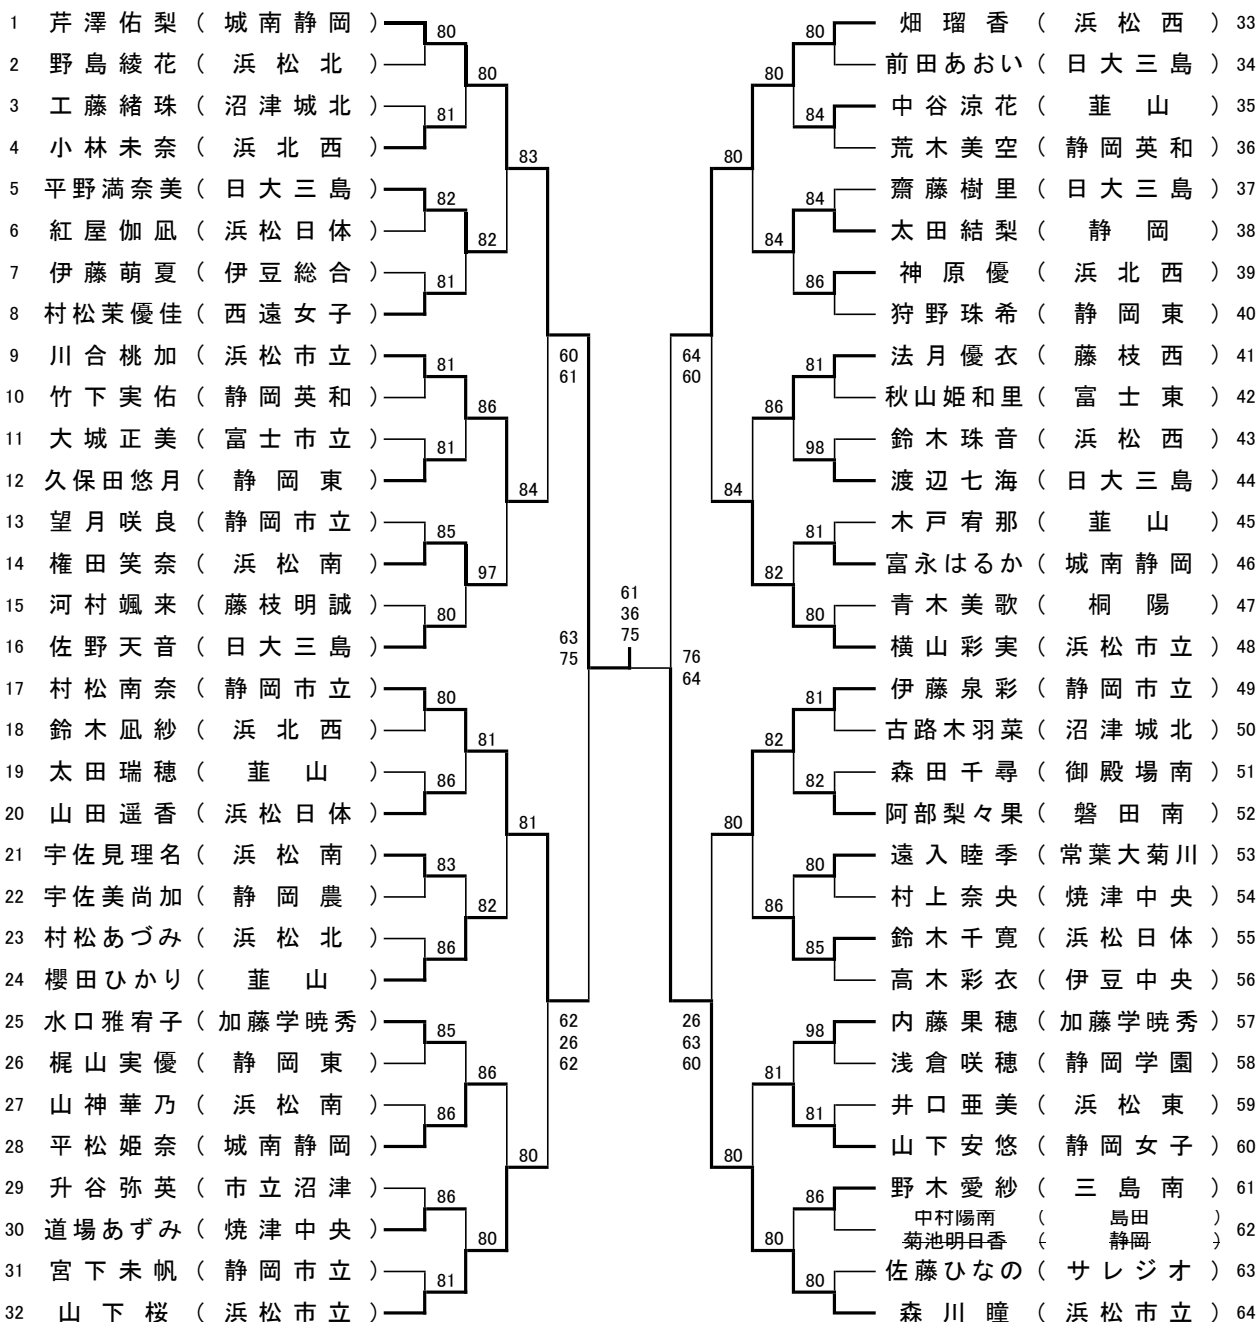 1 芹澤佑梨 ( 城南静岡 )
2 野島綾花 ( 浜松北 )
3 工藤緒珠 ( 沼津城北 )
4 小林未奈 ( 浜北西 )
5 平野満奈美 ( 日大三島 )
6 紅屋伽凪 ( 浜松日体 )
7 伊藤萌夏 ( 伊豆総合 )
8 村松茉優佳 ( 西遠女子 )
9 川合桃加 ( 浜松市立 )
10 竹下実佑 ( 静岡英和 )
11 大城正美 ( 富士市立 )
12 久保田悠月 ( 静岡東 )
13 望月咲良 ( 静岡市立 )
14 権田笑奈 ( 浜松南 )
15 河村颯来 ( 藤枝明誠 )
16 佐野天音 ( 日大三島 )
17 村松南奈 ( 静岡市立 )
18 鈴木凪紗 ( 浜北西 )
19 太田瑞穂 ( 韮山 )
20 山田遥香 ( 浜松日体 )
21 宇佐見理名 ( 浜松南 )
22 宇佐美尚加 ( 静岡農 )
23 村松あづみ ( 浜松北 )
24 櫻田ひかり ( 韮山 )
25 水口雅宥子 ( 加藤学暁秀 )
26 梶山実優 ( 静岡東 )
27 山神華乃 ( 浜松南 )
28 平松姫奈 ( 城南静岡 )
29 升谷弥英 ( 市立沼津 )
30 道場あずみ ( 焼津中央 )
31 宮下未帆 ( 静岡市立 )
32 山下桜 ( 浜松市立 )
80
81
82
81
81
81
85
80
80
86
83
86
85
86
86
81
80
82
86
97
81
82
86
80
83
84
81
80
60
61
62
26
62
63
75
61
36
75
76
64
64
60
26
63
60
80
84
80
80
80
84
86
82
82
86
81
80
80
84
84
86
81
98
81
80
81
82
80
85
98
81
86
80
畑瑠香 ( 浜松西 ) 33
前田あおい ( 日大三島 ) 34
中谷涼花 ( 韮山 ) 35
荒木美空 ( 静岡英和 ) 36
齋藤樹里 ( 日大三島 ) 37
太田結梨 ( 静岡 ) 38
神原優 ( 浜北西 ) 39
狩野珠希 ( 静岡東 ) 40
法月優衣 ( 藤枝西 ) 41
秋山姫和里 ( 富士東 ) 42
鈴木珠音 ( 浜松西 ) 43
渡辺七海 ( 日大三島 ) 44
木戸宥那 ( 韮山 ) 45
富永はるか ( 城南静岡 ) 46
青木美歌 ( 桐陽 ) 47
横山彩実 ( 浜松市立 ) 48
伊藤泉彩 ( 静岡市立 ) 49
古路木羽菜 ( 沼津城北 ) 50
森田千尋 ( 御殿場南 ) 51
阿部梨々果 ( 磐田南 ) 52
遠入睦季 ( 常葉大菊川 ) 53
村上奈央 ( 焼津中央 ) 54
鈴木千寛 ( 浜松日体 ) 55
高木彩衣 ( 伊豆中央 ) 56
内藤果穂 ( 加藤学暁秀 ) 57
浅倉咲穂 ( 静岡学園 ) 58
井口亜美 ( 浜松東 ) 59
山下安悠 ( 静岡女子 ) 60
野木愛紗 ( 三島南 ) 61
中村陽南 ( 島田 )
菊池明日香 ( 静岡 ) 62
佐藤ひなの ( サレジオ ) 63
森川瞳 ( 浜松市立 ) 64